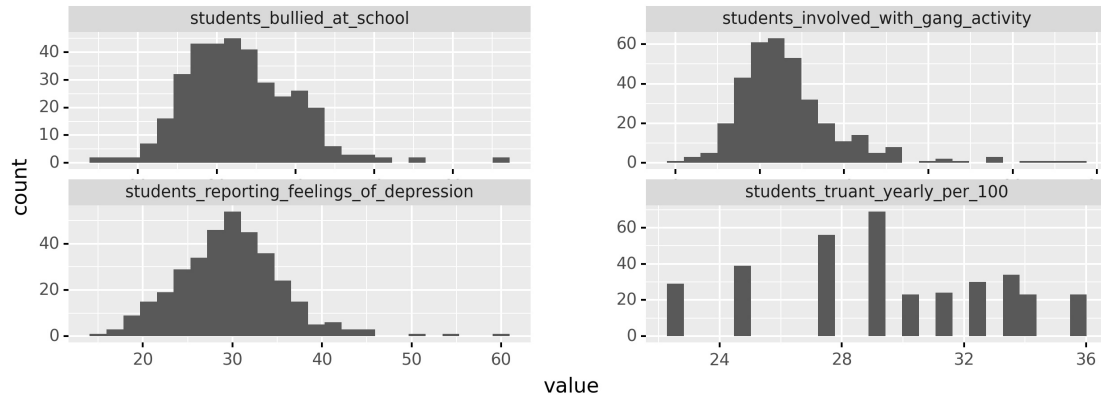 students_bullied_at_school
students_involved_with_gang_activity
40
30
20
10
0
60
40
20
0
count
students_reporting_feelings_of_depression
students_truant_yearly_per_100
40
20
0
60
40
20
0
20 30 40 50 60
24 28 32 36
value